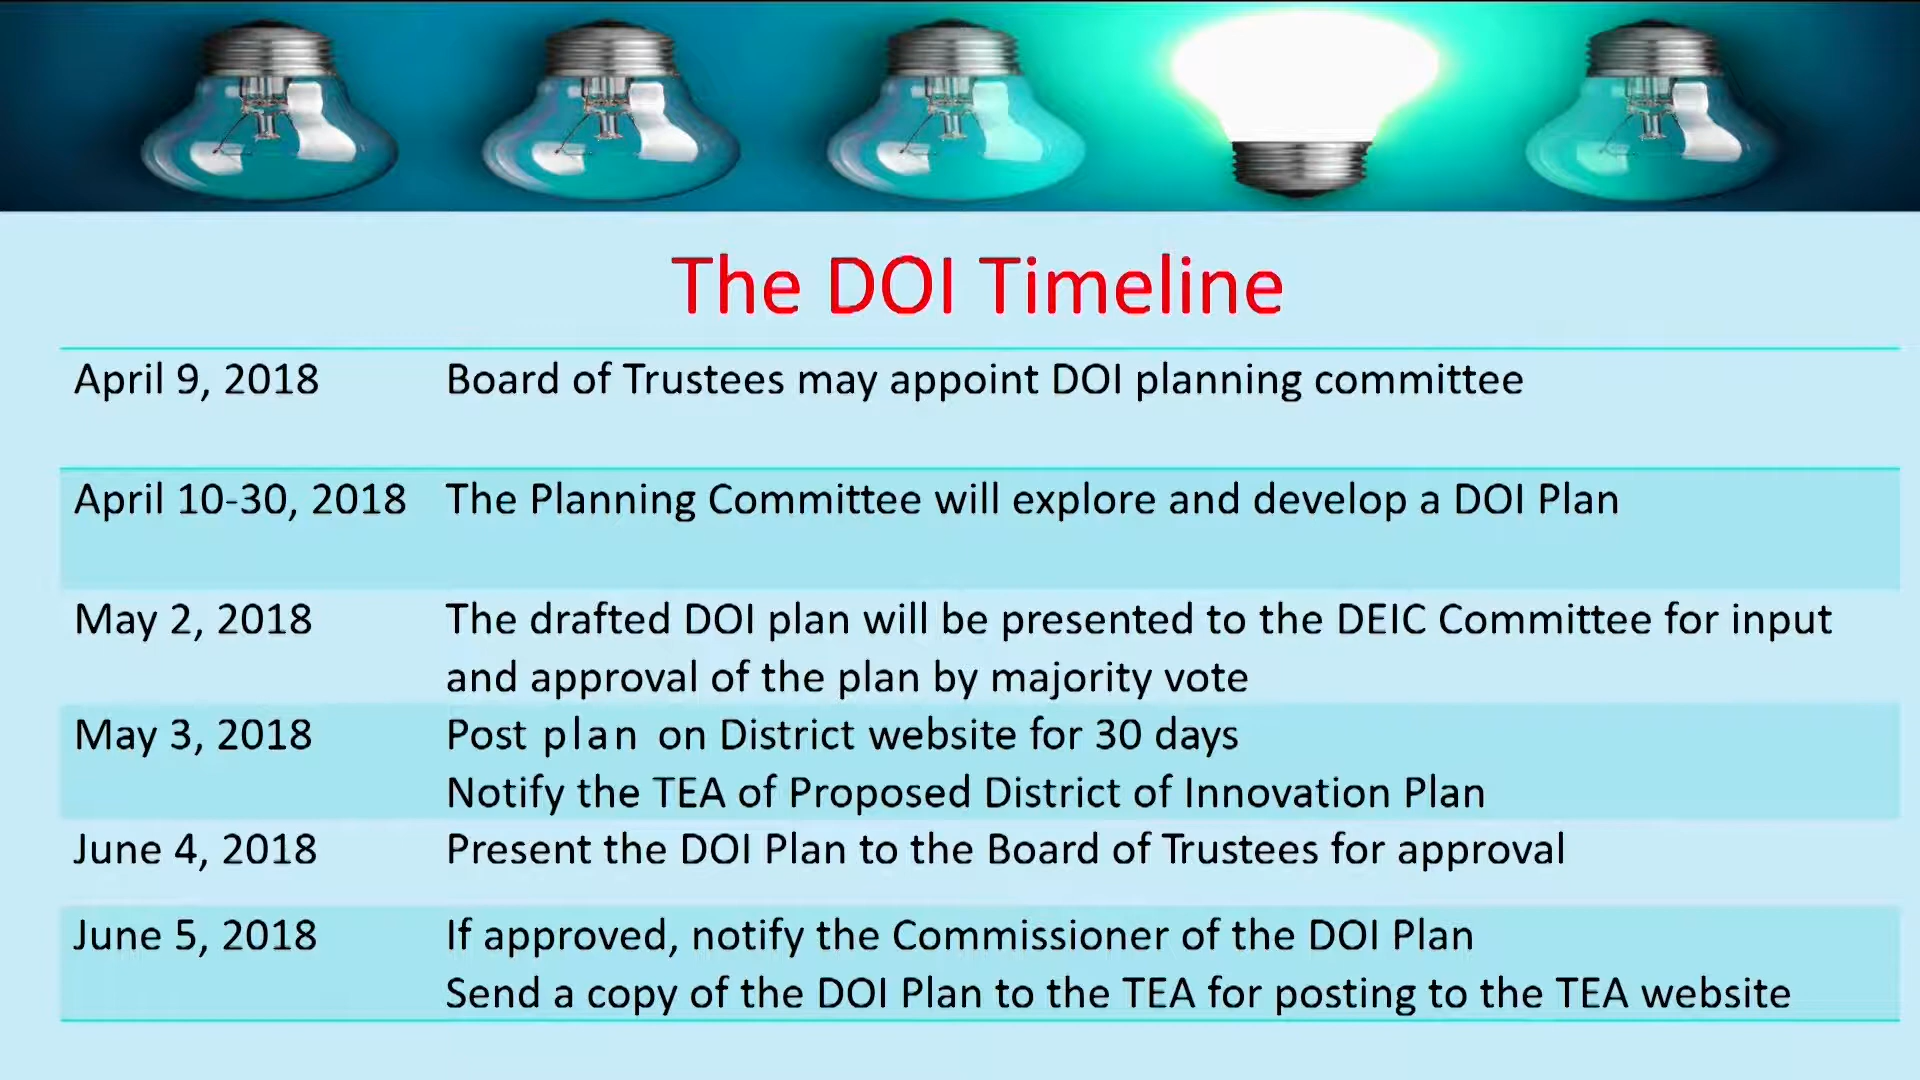 The DOI Timeline
April 9, 2018 Board of Trustees may appoint DOI planning committee
April 10-30, 2018 The Planning Committee will explore and develop a DOI Plan
May 2, 2018 The drafted DOI plan will be presented to the DEIC Committee for input
and approval of the plan by majority vote
May 3, 2018 Post plan on District website for 30 days
Notify the TEA of Proposed District of Innovation Plan
June 4, 2018 Present the DOI Plan to the Board of Trustees for approval
June 5, 2018 If approved, notify the Commissioner of the DOI Plan
Send a copy of the DOI Plan to the TEA for posting to the TEA website